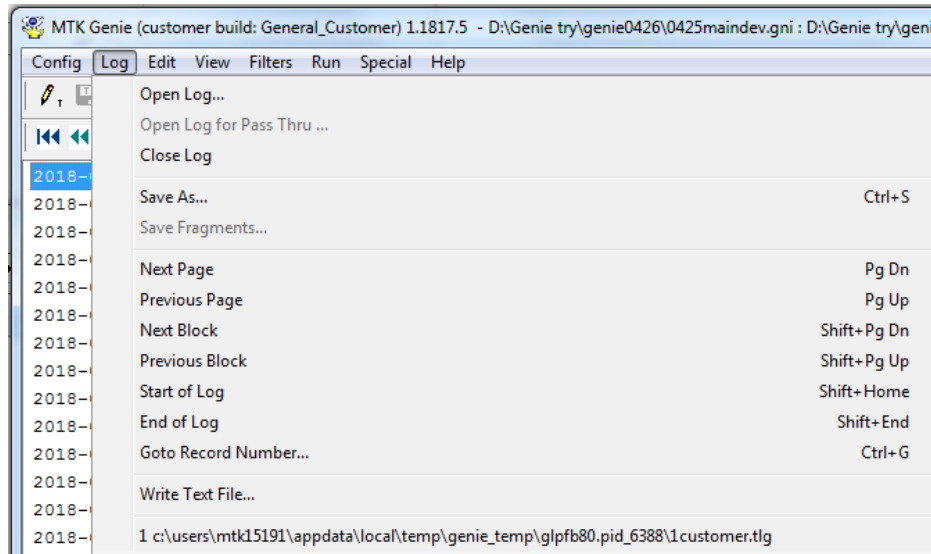 MTK Genie (customer build: General_Customer) 1.1817.5 - D:\Genie try\genie0426\0425maindev.gni : D:\Genie try\geni
Config Log Edit View Filters Run Special Help
Open Log...
Open Log for Pass Thru ...
Close Log
2018-
Save As... Ctrl+S
2018-
Save Fragments...
2018-
2018-
Next Page Pg Dn
2018-
Previous Page Pg Up
2018-
Next Block Shift+Pg Dn
2018-
Previous Block Shift+Pg Up
2018-
Start of Log Shift+Home
2018-
End of Log Shift+End
2018-
Goto Record Number... Ctrl+G
2018-
2018-
Write Text File...
2018-
2018-
1 c:\users\mtk15191\appdata\local\temp\genie_temp\glpfb80.pid_6388\1customer.tlg